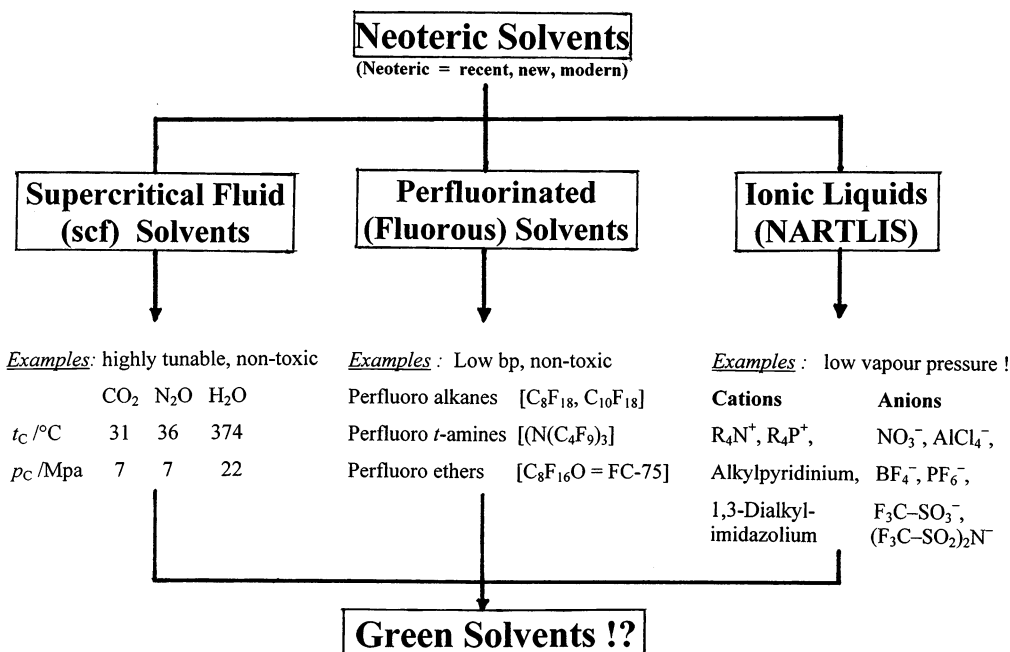 Neoteric Solvents
(Neoteric = recent, new, modern)
Supercritical Fluid
(scf) Solvents
Perfluorinated
(Fluorous) Solvents
Ionic Liquids
(NARTLIS)
Examples: highly tunable, non-toxic
CO₂ N₂O H₂O
t_C /°C 31 36 374
p_C /Mpa 7 7 22
Examples : Low bp, non-toxic
Perfluoro alkanes [C₈F₁₈, C₁₀F₁₈]
Perfluoro t-amines [(N(C₄F₉)₃]
Perfluoro ethers [C₈F₁₆O = FC-75]
Examples : low vapour pressure !
Cations Anions
R₄N⁺, R₄P⁺, NO₃⁻, AlCl₄⁻,
Alkylpyridinium, BF₄⁻, PF₆⁻,
1,3-Dialkyl- F₃C–SO₃⁻,
imidazolium (F₃C–SO₂)₂N⁻
Green Solvents !?